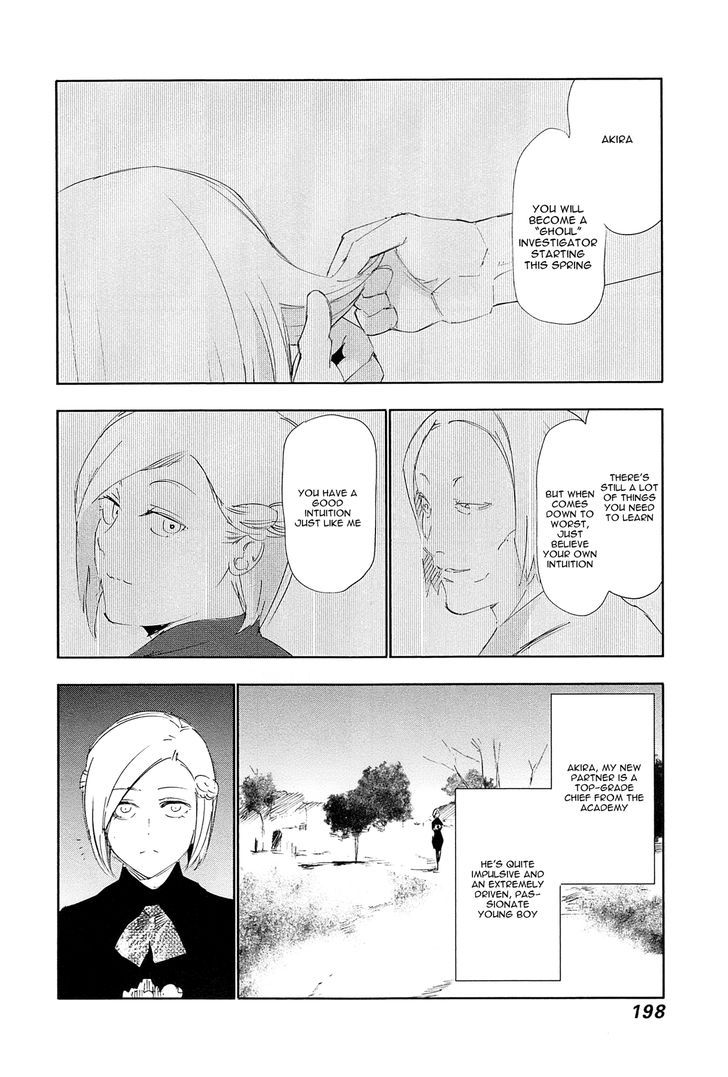 AKIRA
YOU WILL
BECOME A
"GHOUL"
INVESTIGATOR
STARTING
THIS SPRING
THERE'S
STILL A LOT
OF THINGS
YOU NEED
TO LEARN
BUT WHEN
COMES
DOWN TO
WORST,
JUST
BELIEVE
YOUR OWN
INTUITION
YOU HAVE A
GOOD
INTUITION
JUST LIKE ME
AKIRA, MY NEW
PARTNER IS A
TOP-GRADE
CHIEF FROM THE
ACADEMY
HE'S QUITE
IMPULSIVE AND
AN EXTREMELY
DRIVEN, PAS-
SIONATE
YOUNG BOY
198